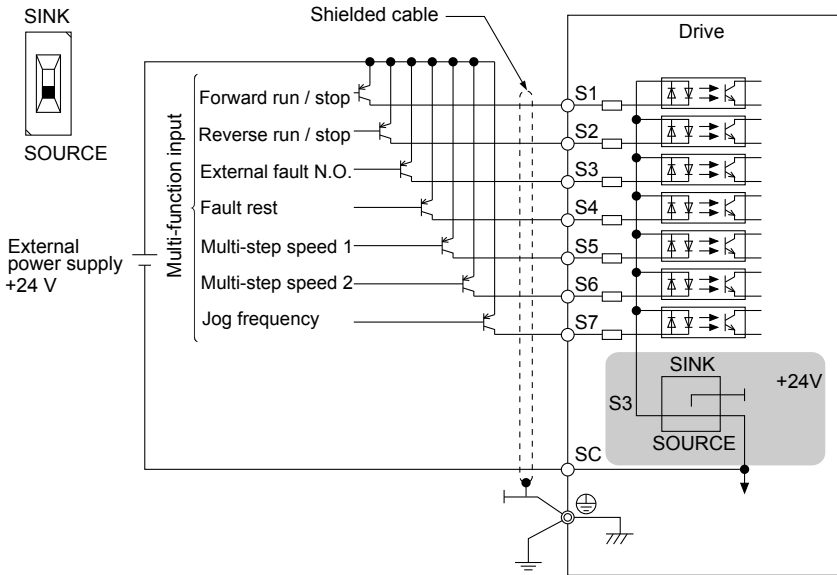 SINK
SOURCE
Shielded cable
Drive
Multi-function input
Forward run / stop
Reverse run / stop
External fault N.O.
Fault rest
Multi-step speed 1
Multi-step speed 2
Jog frequency
External
power supply
+24 V
S1
S2
S3
S4
S5
S6
S7
SINK
+24V
S3
SOURCE
SC